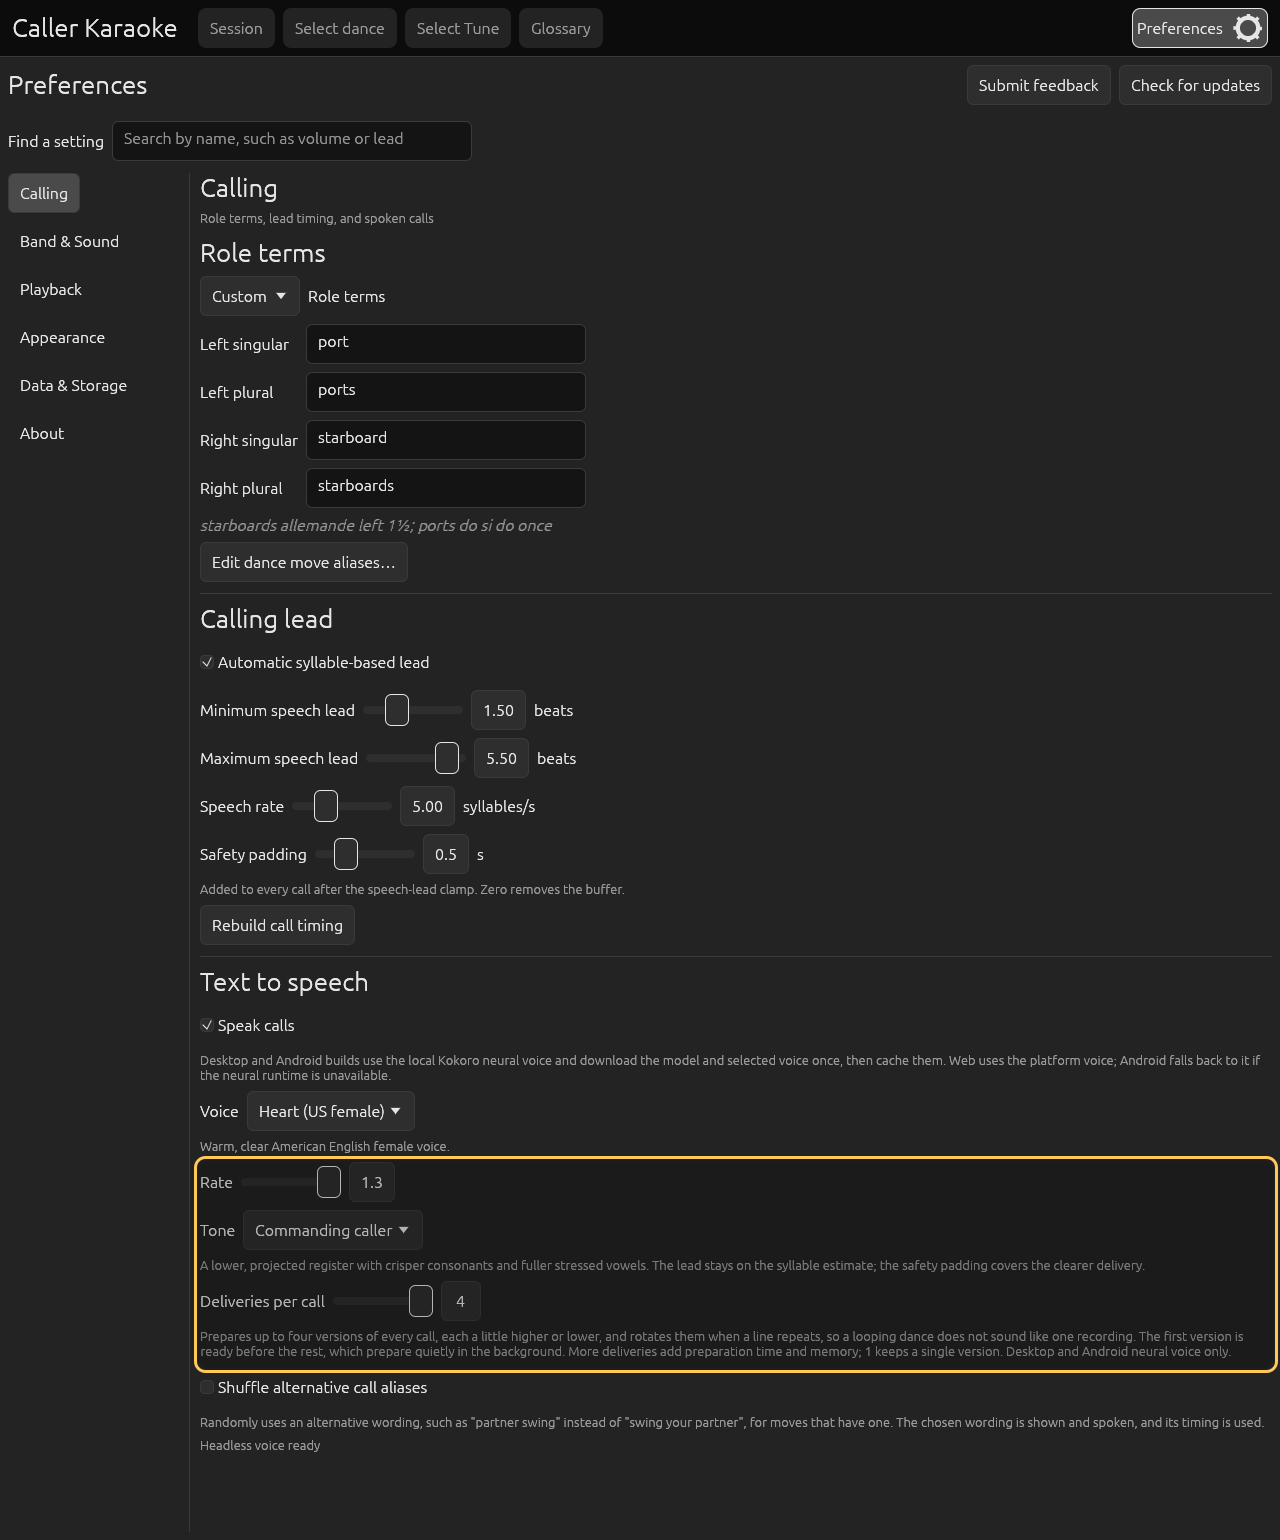 Caller Karaoke
Session
Select dance
Select Tune
Glossary
Preferences
Preferences
Submit feedback
Check for updates
Find a setting
Search by name, such as volume or lead
Calling
Band & Sound
Playback
Appearance
Data & Storage
About
Calling
Role terms, lead timing, and spoken calls
Role terms
Custom
Role terms
Left singular
port
Left plural
ports
Right singular
starboard
Right plural
starboards
starboards allemande left 1½; ports do si do once
Edit dance move aliases…
Calling lead
Automatic syllable-based lead
Minimum speech lead
1.50
beats
Maximum speech lead
5.50
beats
Speech rate
5.00
syllables/s
Safety padding
0.5
s
Added to every call after the speech-lead clamp. Zero removes the buffer.
Rebuild call timing
Text to speech
Speak calls
Desktop and Android builds use the local Kokoro neural voice and download the model and selected voice once, then cache them. Web uses the platform voice; Android falls back to it if
the neural runtime is unavailable.
Voice
Heart (US female)
Warm, clear American English female voice.
Rate
1.3
Tone
Commanding caller
A lower, projected register with crisper consonants and fuller stressed vowels. The lead stays on the syllable estimate; the safety padding covers the clearer delivery.
Deliveries per call
4
Prepares up to four versions of every call, each a little higher or lower, and rotates them when a line repeats, so a looping dance does not sound like one recording. The first version is
ready before the rest, which prepare quietly in the background. More deliveries add preparation time and memory; 1 keeps a single version. Desktop and Android neural voice only.
Shuffle alternative call aliases
Randomly uses an alternative wording, such as "partner swing" instead of "swing your partner", for moves that have one. The chosen wording is shown and spoken, and its timing is used.
Headless voice ready